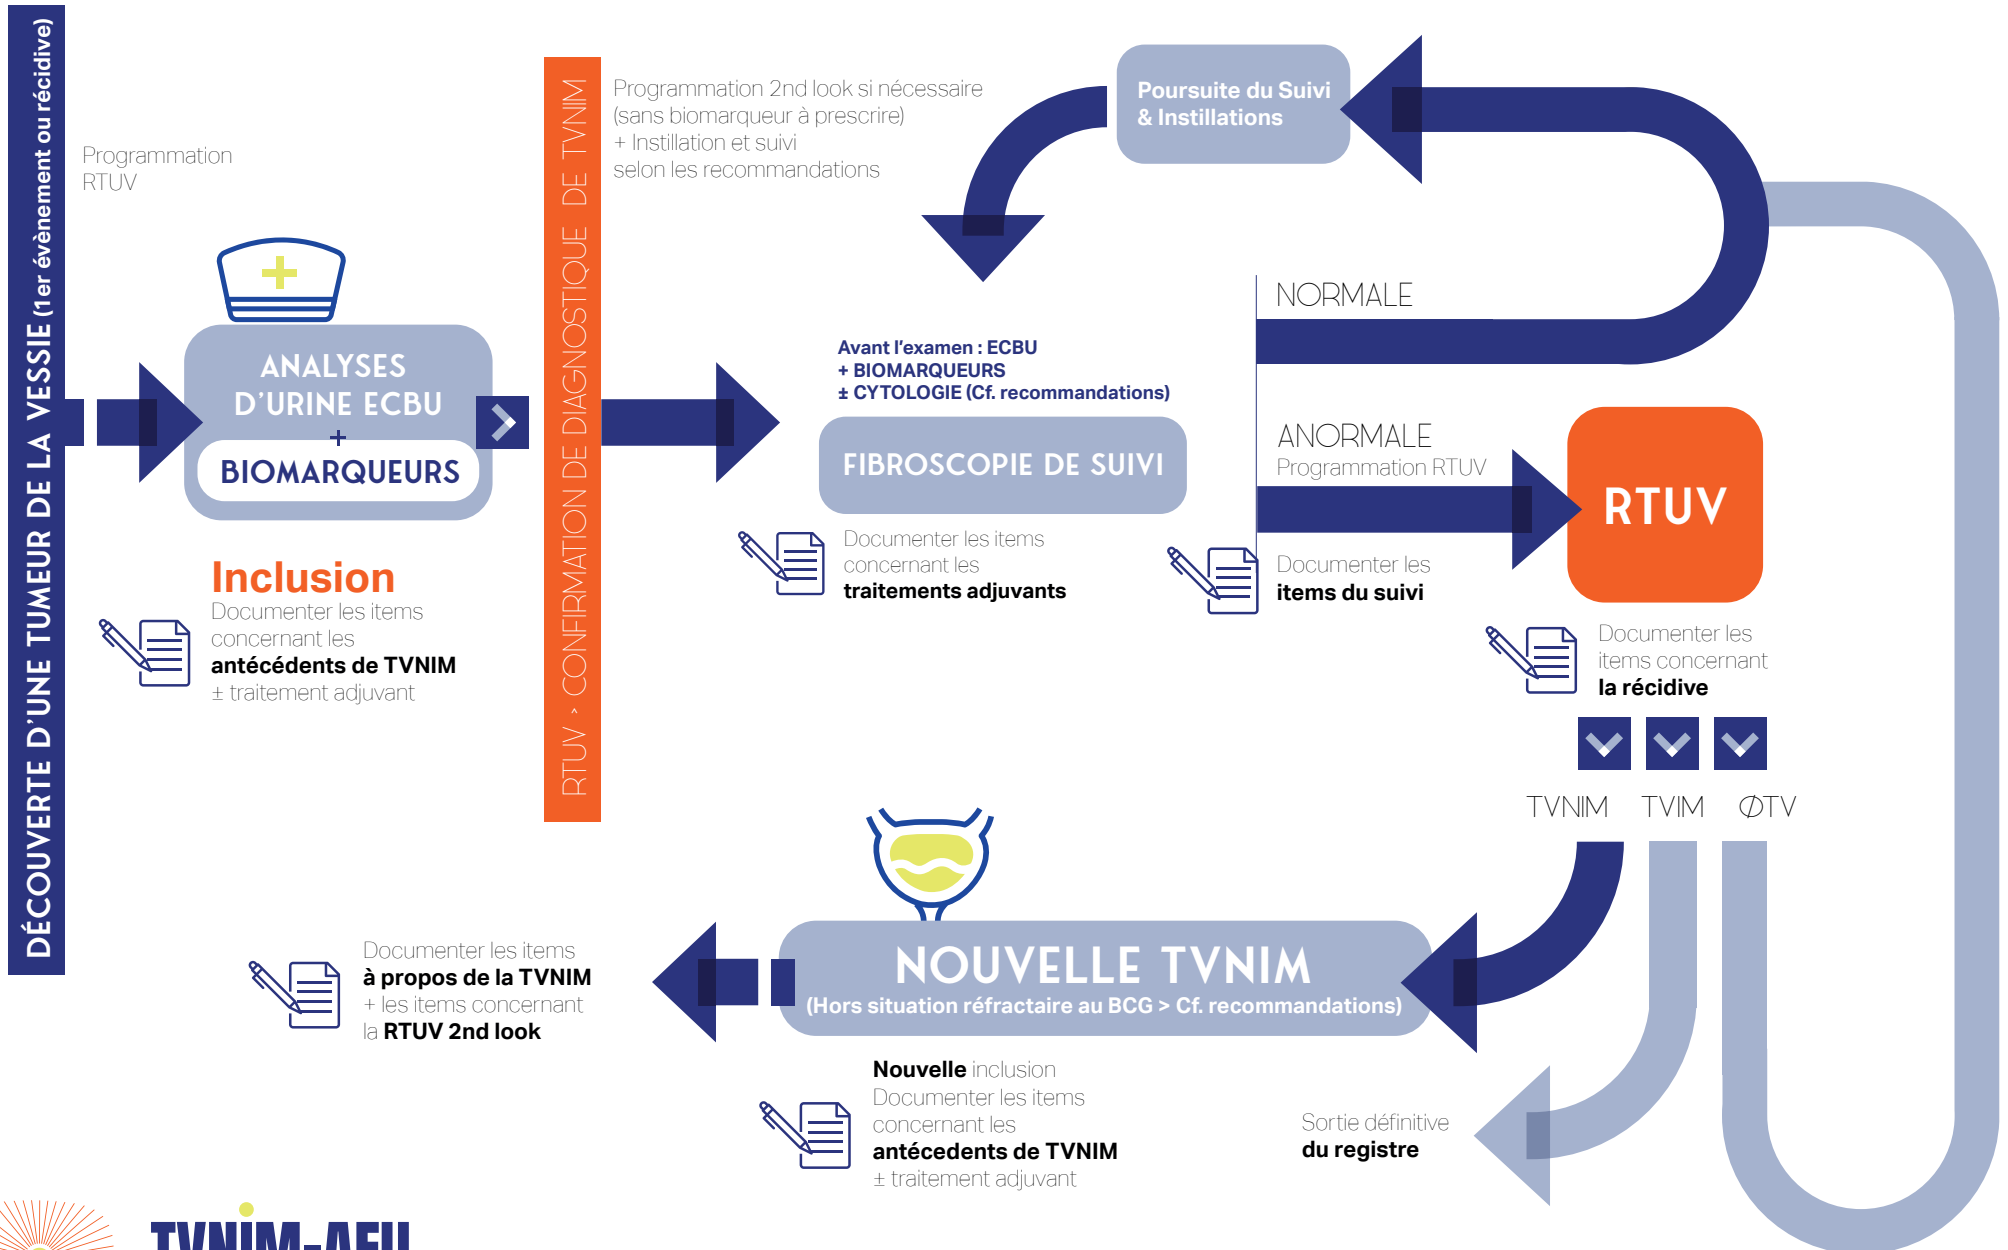 DÉCOUVERTE D'UNE TUMEUR DE LA VESSIE (1er évènement ou récidive)
Programmation
RTUV
ANALYSES
D'URINE ECBU
+
BIOMARQUEURS
Inclusion
Documenter les items
concernant les
antécédents de TVNIM
± traitement adjuvant
RTUV > CONFIRMATION DE DIAGNOSTIQUE DE TVNIM
Programmation 2nd look si nécessaire
(sans biomarqueur à prescrire)
+ Instillation et suivi
selon les recommandations
Poursuite du Suivi
& Instillations
Avant l'examen : ECBU
+ BIOMARQUEURS
± CYTOLOGIE (Cf. recommandations)
FIBROSCOPIE DE SUIVI
Documenter les items
concernant les
traitements adjuvants
NORMALE
ANORMALE
Programmation RTUV
Documenter les
items du suivi
RTUV
Documenter les
items concernant
la récidive
TVNIM TVIM ØTV
NOUVELLE TVNIM
(Hors situation réfractaire au BCG > Cf. recommandations)
Documenter les items
à propos de la TVNIM
+ les items concernant
la RTUV 2nd look
Nouvelle inclusion
Documenter les items
concernant les
antécedents de TVNIM
± traitement adjuvant
Sortie définitive
du registre
TVNIM-AFU